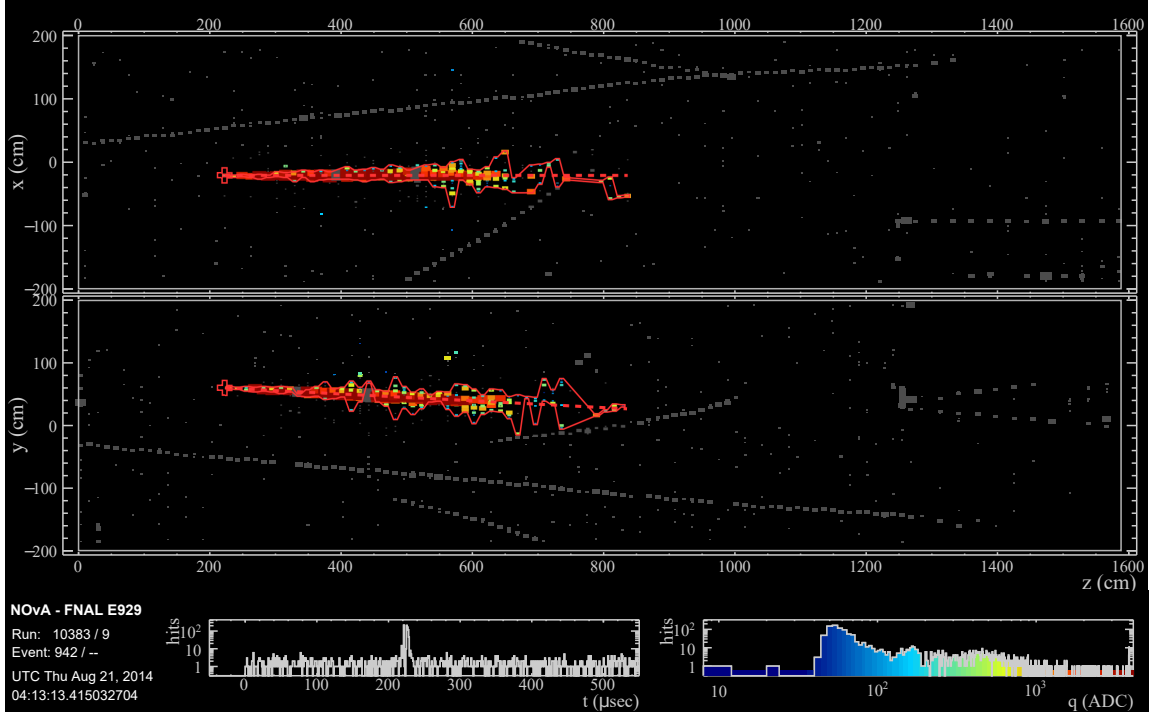 0 200 400 600 800 1000 1200 1400 1600
200
100
0
−100
−200
x (cm)
200
100
0
−100
−200
y (cm)
0 200 400 600 800 1000 1200 1400 1600
z (cm)
NOvA - FNAL E929
Run: 10383 / 9
Event: 942 / --
UTC Thu Aug 21, 2014
04:13:13.415032704
hits
10²
10
1
0 100 200 300 400 500
t (μsec)
hits
10²
10
1
10 10² 10³
q (ADC)